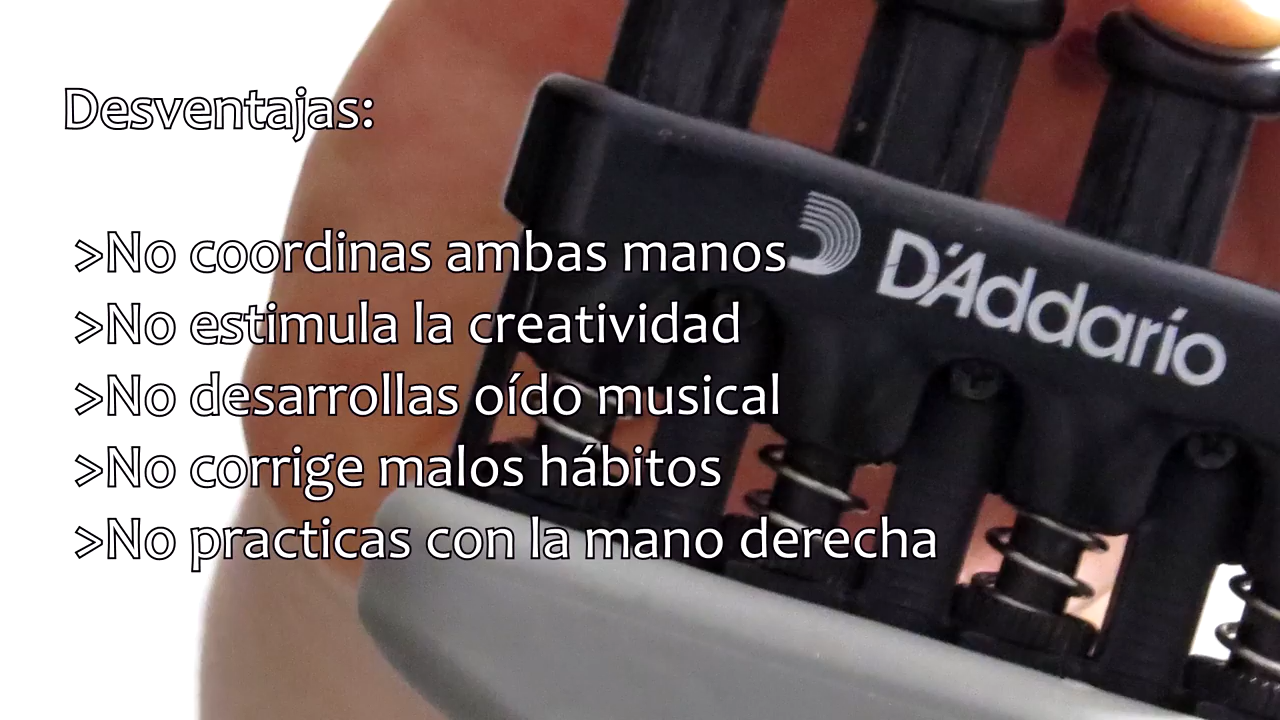 Desventajas:
>No coordinas ambas manos
>No estimula la creatividad
>No desarrollas oído musical
>No corrige malos hábitos
>No practicas con la mano derecha
D'Addarío